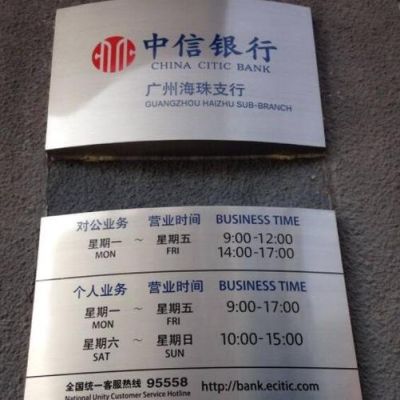 中信银行
CHINA CITIC BANK
广州海珠支行
GUANGZHOU HAIZHU SUB-BRANCH
对公业务 营业时间 BUSINESS TIME
星期一 ~ 星期五 9:00-12:00
MON FRI 14:00-17:00
个人业务 营业时间 BUSINESS TIME
星期一 ~ 星期五 9:00-17:00
MON FRI
星期六 ~ 星期日 10:00-15:00
SAT SUN
全国统一客服热线 95558 http://bank.ecitic.com
National Unity Customer Service Hotline